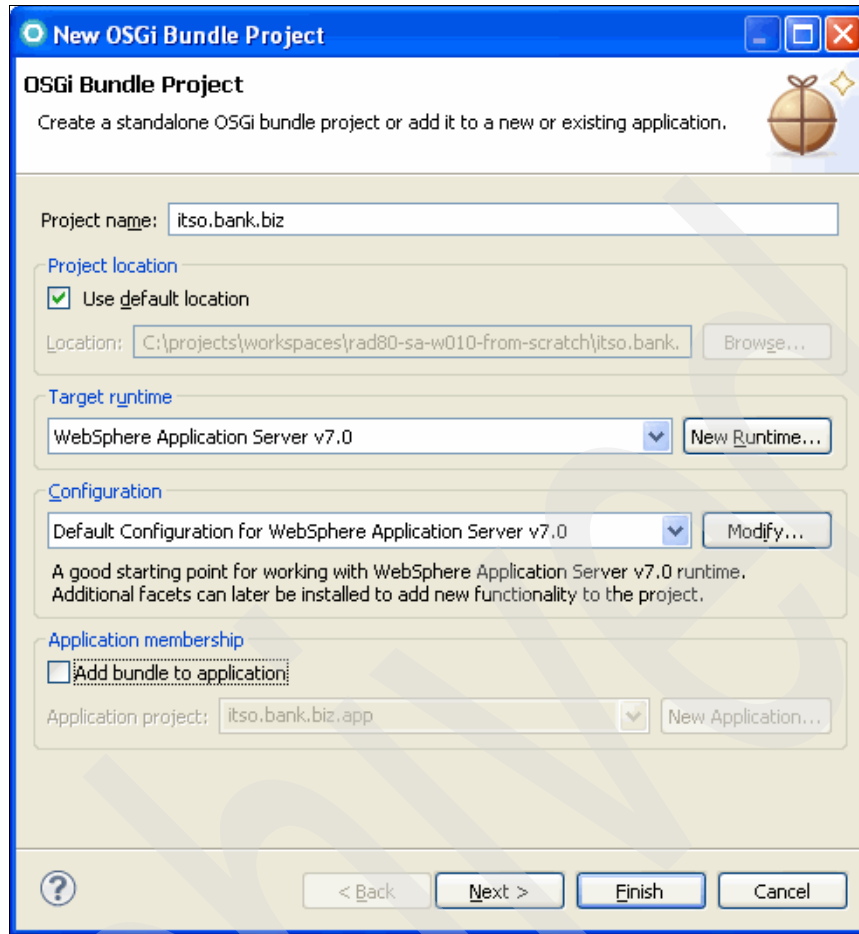 New OSGi Bundle Project
OSGi Bundle Project
Create a standalone OSGi bundle project or add it to a new or existing application.
Project name: itso.bank.biz
Project location
Use default location
Location: C:\projects\workspaces\rad80-sa-w010-from-scratch\itso.bank. Browse...
Target runtime
WebSphere Application Server v7.0 New Runtime...
Configuration
Default Configuration for WebSphere Application Server v7.0 Modify...
A good starting point for working with WebSphere Application Server v7.0 runtime.
Additional facets can later be installed to add new functionality to the project.
Application membership
Add bundle to application
Application project: itso.bank.biz.app New Application...
? < Back Next > Finish Cancel